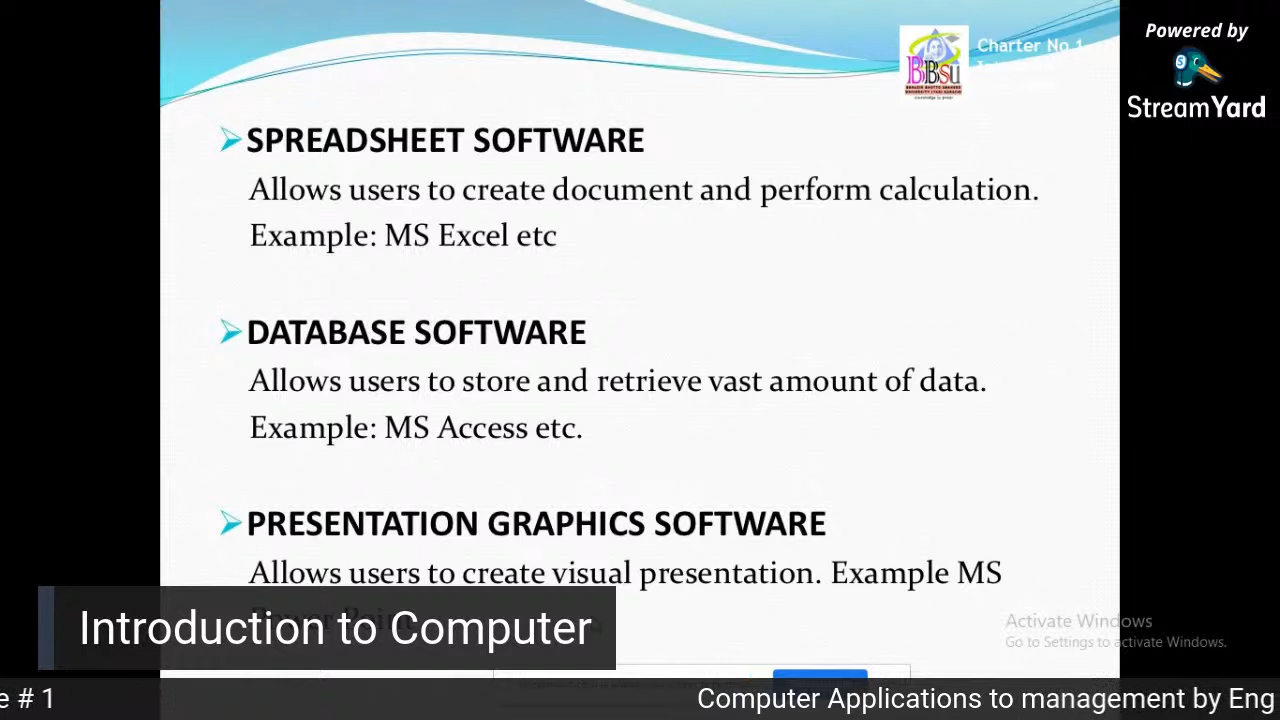 Powered by
StreamYard
Charter No 1
BBSU
SPREADSHEET SOFTWARE
Allows users to create document and perform calculation.
Example: MS Excel etc
DATABASE SOFTWARE
Allows users to store and retrieve vast amount of data.
Example: MS Access etc.
PRESENTATION GRAPHICS SOFTWARE
Allows users to create visual presentation. Example MS
Power Point
Introduction to Computer
Activate Windows
Go to Settings to activate Windows.
e # 1
Computer Applications to management by Eng